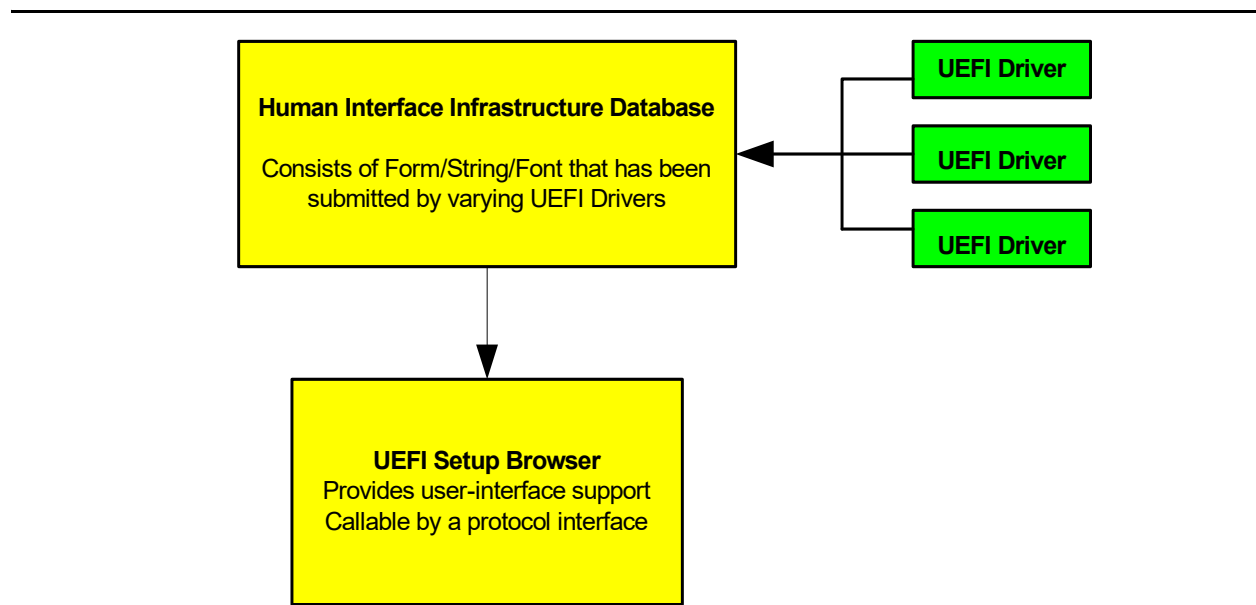 Human Interface Infrastructure Database
Consists of Form/String/Font that has been
submitted by varying UEFI Drivers
UEFI Driver
UEFI Driver
UEFI Driver
UEFI Setup Browser
Provides user-interface support
Callable by a protocol interface